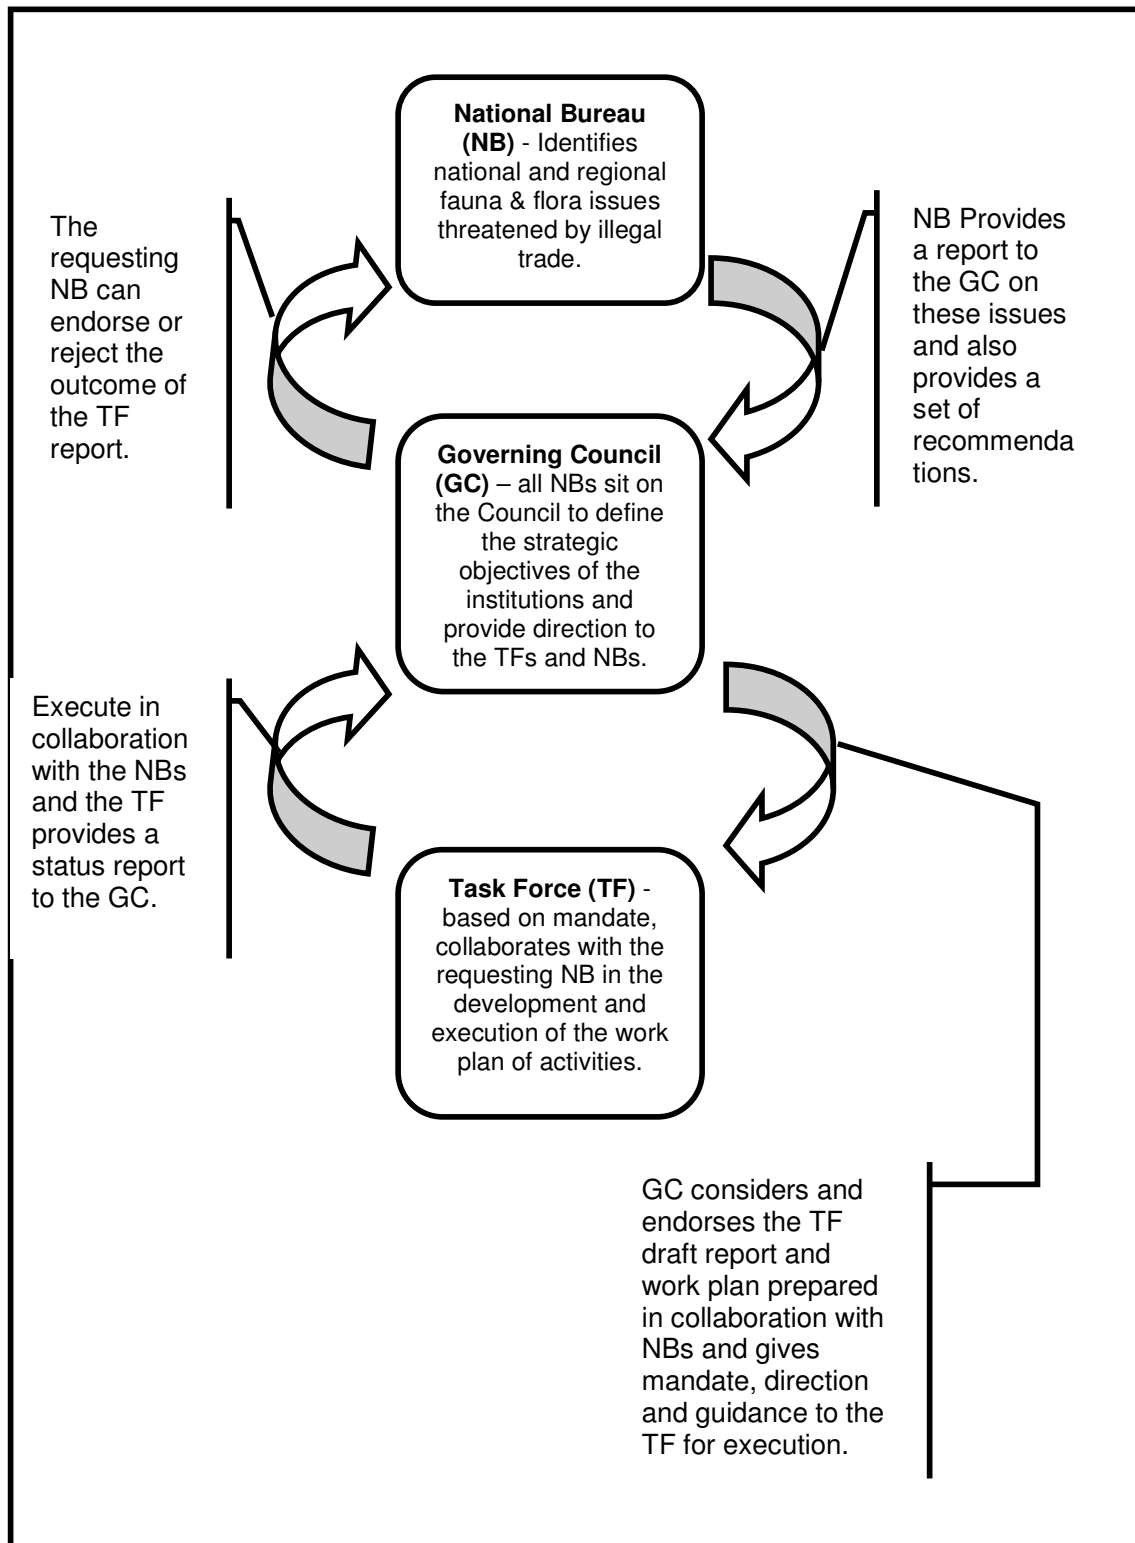 National Bureau
(NB) - Identifies
national and regional
fauna & flora issues
threatened by illegal
trade.
The
requesting
NB can
endorse or
reject the
outcome of
the TF
report.
NB Provides
a report to
the GC on
these issues
and also
provides a
set of
recommenda
tions.
Governing Council
(GC) – all NBs sit on
the Council to define
the strategic
objectives of the
institutions and
provide direction to
the TFs and NBs.
Execute in
collaboration
with the NBs
and the TF
provides a
status report
to the GC.
Task Force (TF) -
based on mandate,
collaborates with the
requesting NB in the
development and
execution of the work
plan of activities.
GC considers and
endorses the TF
draft report and
work plan prepared
in collaboration with
NBs and gives
mandate, direction
and guidance to the
TF for execution.